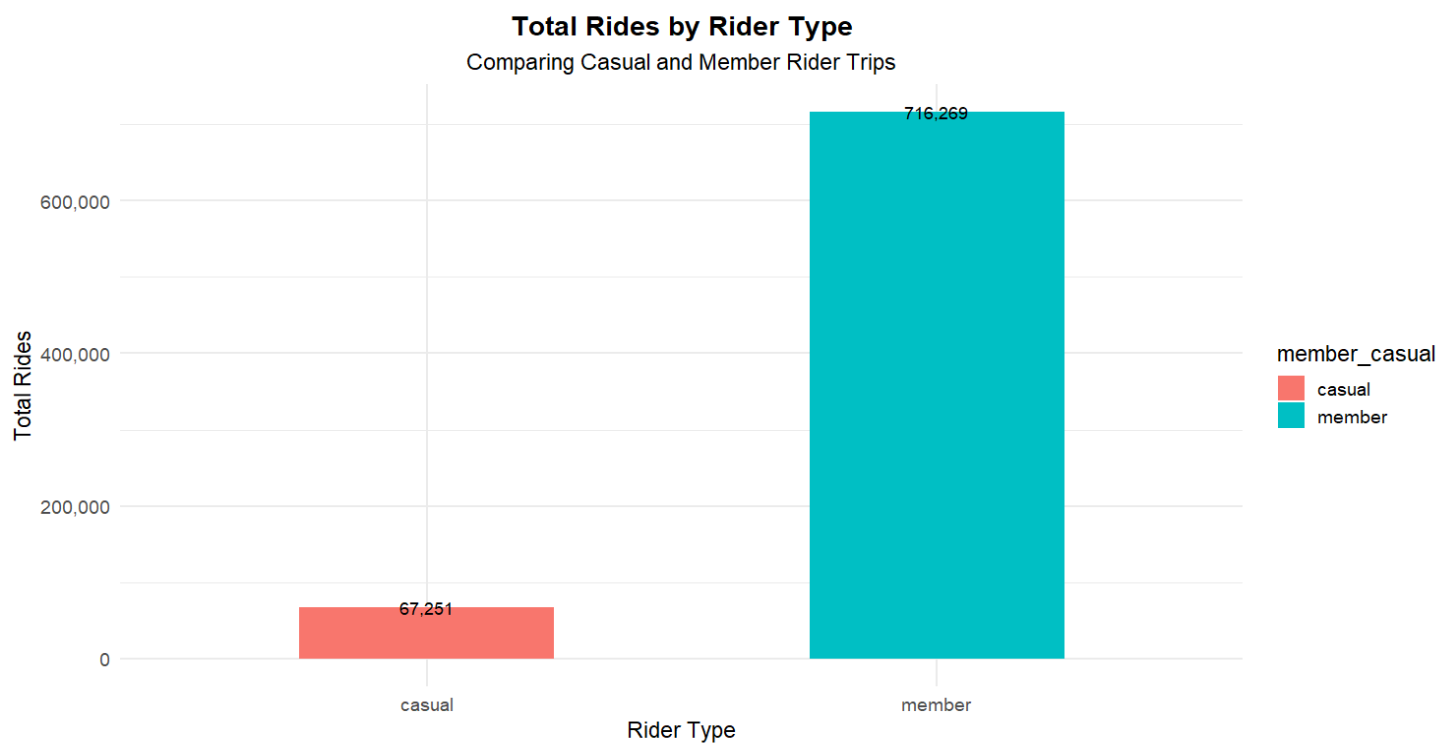 Total Rides by Rider Type
Comparing Casual and Member Rider Trips
716,269
600,000
400,000
200,000
0
Total Rides
67,251
casual
member
Rider Type
member_casual
casual
member